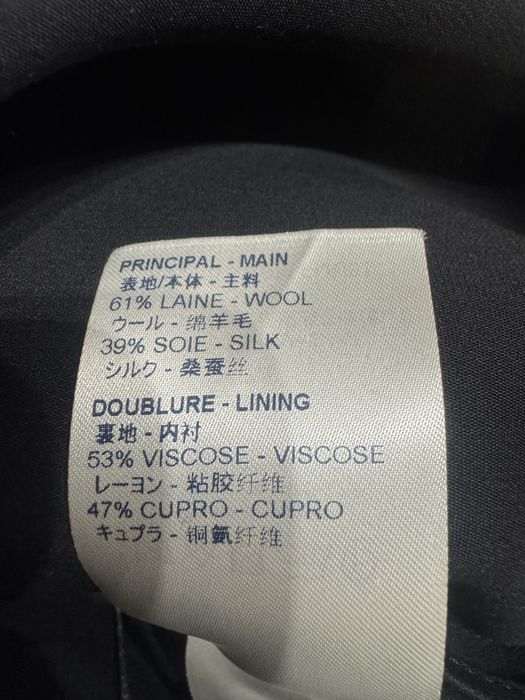 PRINCIPAL - MAIN
表地/本体 - 主料
61% LAINE - WOOL
ウール - 绵羊毛
39% SOIE - SILK
シルク - 桑蚕丝
DOUBLURE - LINING
裏地 - 内衬
53% VISCOSE - VISCOSE
レーヨン - 粘胶纤维
47% CUPRO - CUPRO
キュプラ - 铜氨纤维